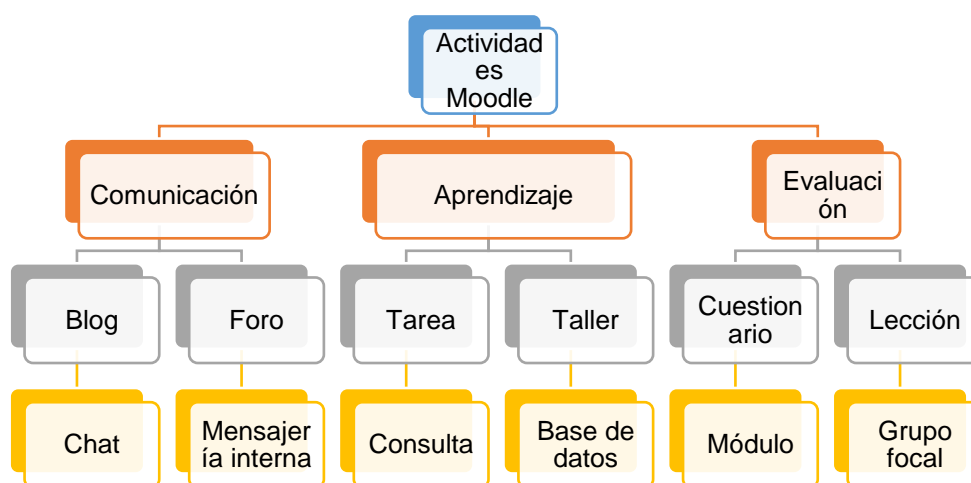 Actividad
es
Moodle
Comunicación
Aprendizaje
Evaluaci
ón
Blog
Foro
Tarea
Taller
Cuestion
ario
Lección
Chat
Mensajer
ía interna
Consulta
Base de
datos
Módulo
Grupo
focal